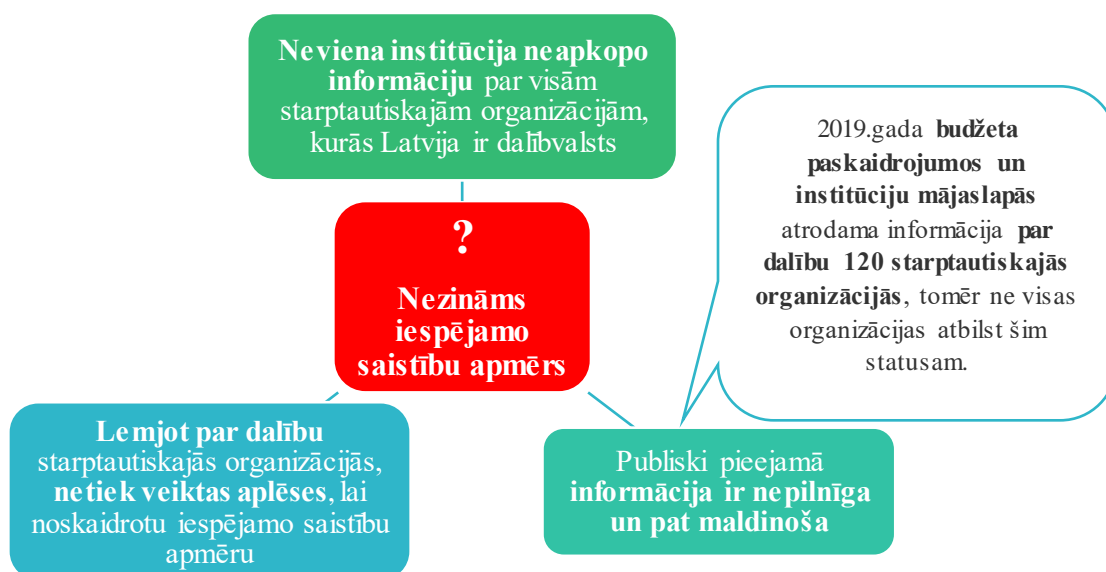 Neviena institūcija neapkopo
informāciju par visām
starptautiskajām organizācijām,
kurās Latvija ir dalībvalsts
2019.gada budžeta
paskaidrojumos un
institūciju mājaslapās
atrodama informācija par
dalību 120 starptautiskajās
organizācijās, tomēr ne visas
organizācijas atbilst šim
statusam.
?
Nezināms
iespējamo
saistību apmērs
Lemjot par dalību
starptautiskajās organizācijās,
netiek veiktas aplēses, lai
noskaidrotu iespējamo saistību
apmēru
Publiski pieejamā
informācija ir nepilnīga
un pat maldinoša